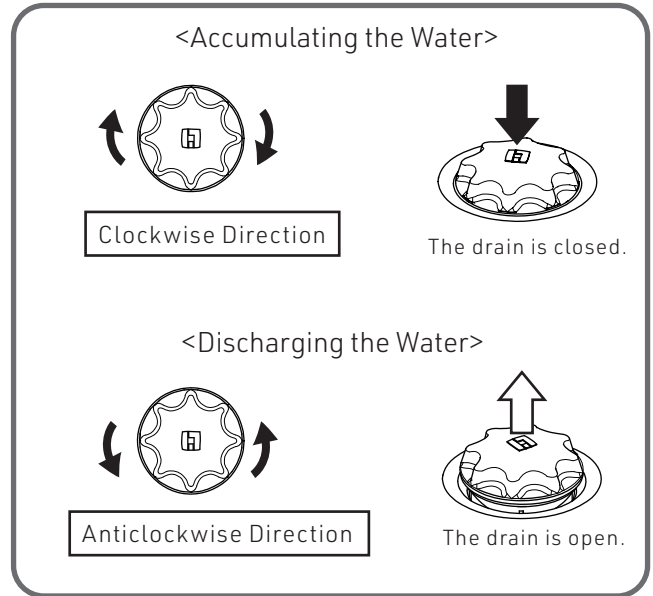 <Accumulating the Water>
Clockwise Direction
The drain is closed.
<Discharging the Water>
Anticlockwise Direction
The drain is open.